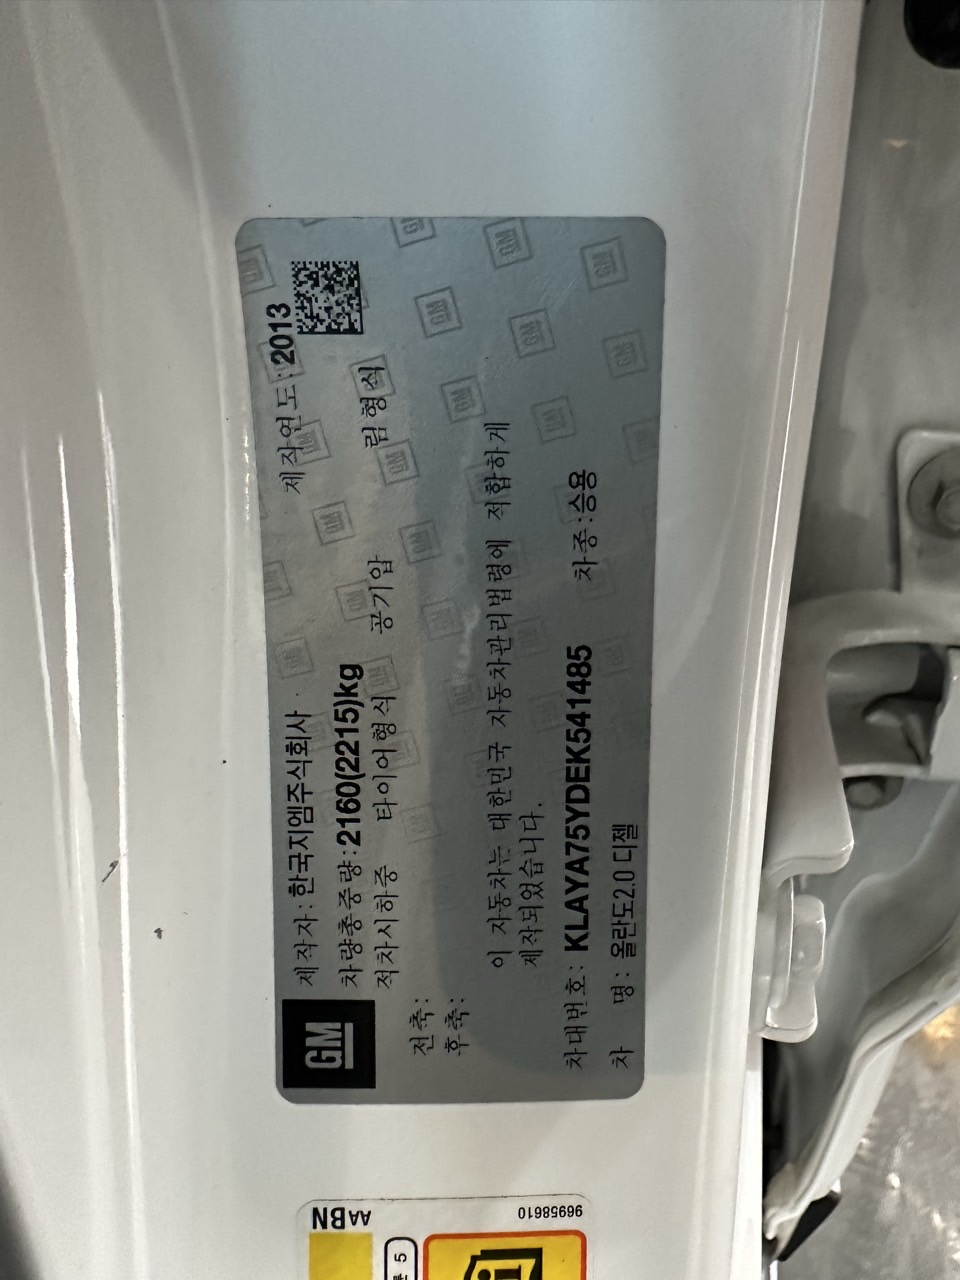 GM
제작자: 한국지엠주식회사 제작연도: 2013
차량총중량: 2160(2215)kg
적차시하중 타이어형식 공기압 림형식
전축:
후축:
이 자동차는 대한민국 자동차관리법령에 적합하게
제작되었습니다.
차대번호: KLAYA75YDEK541485 차종:승용
차 명: 올란도2.0 디젤
AABN
96958610
5